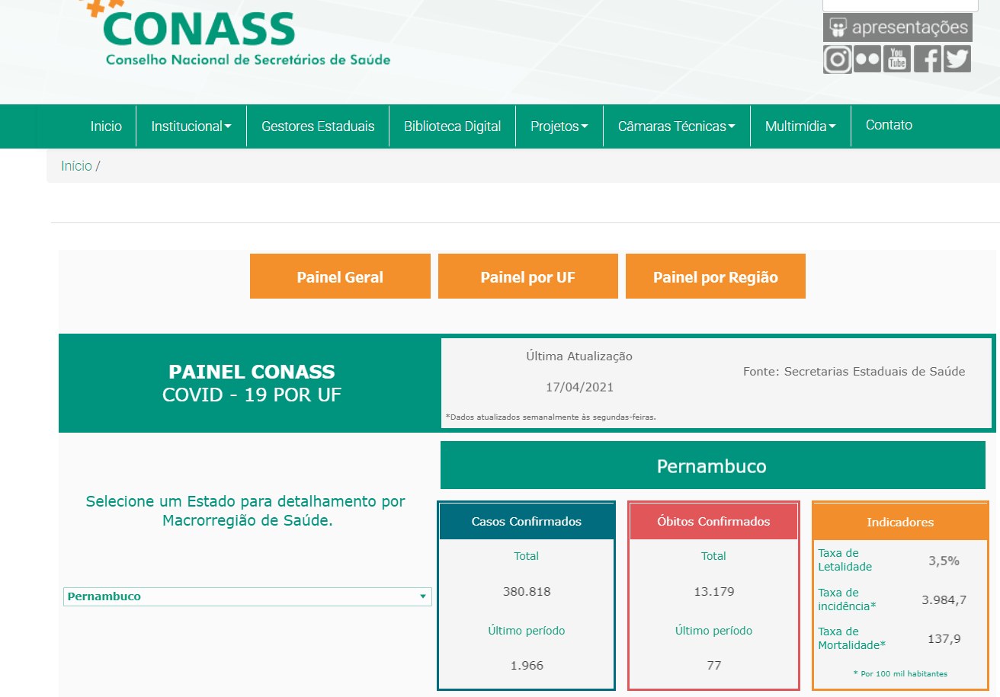 CONASS
Conselho Nacional de Secretários de Saúde
apresentações
You
Tube
Inicio
Institucional
Gestores Estaduais
Biblioteca Digital
Projetos
Câmaras Técnicas
Multimídia
Contato
Início /
Painel Geral
Painel por UF
Painel por Região
PAINEL CONASS
COVID - 19 POR UF
Última Atualização
17/04/2021
*Dados atualizados semanalmente às segundas-feiras.
Fonte: Secretarias Estaduais de Saúde
Selecione um Estado para detalhamento por
Macrorregião de Saúde.
Pernambuco
Pernambuco
Casos Confirmados
Total
380.818
Último período
1.966
Óbitos Confirmados
Total
13.179
Último período
77
Indicadores
Taxa de
Letalidade
3,5%
Taxa de
incidência*
3.984,7
Taxa de
Mortalidade*
137,9
* Por 100 mil habitantes